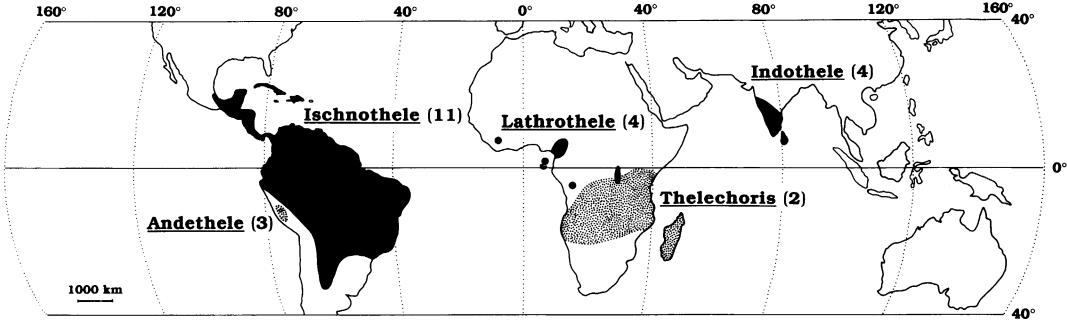 160° 120° 80° 40° 0° 40° 80° 120° 160°
40°
Indothele (4)
Ischnothele (11)
Lathrothele (4)
0°
Thelechoris (2)
Andethele (3)
1000 km
40°